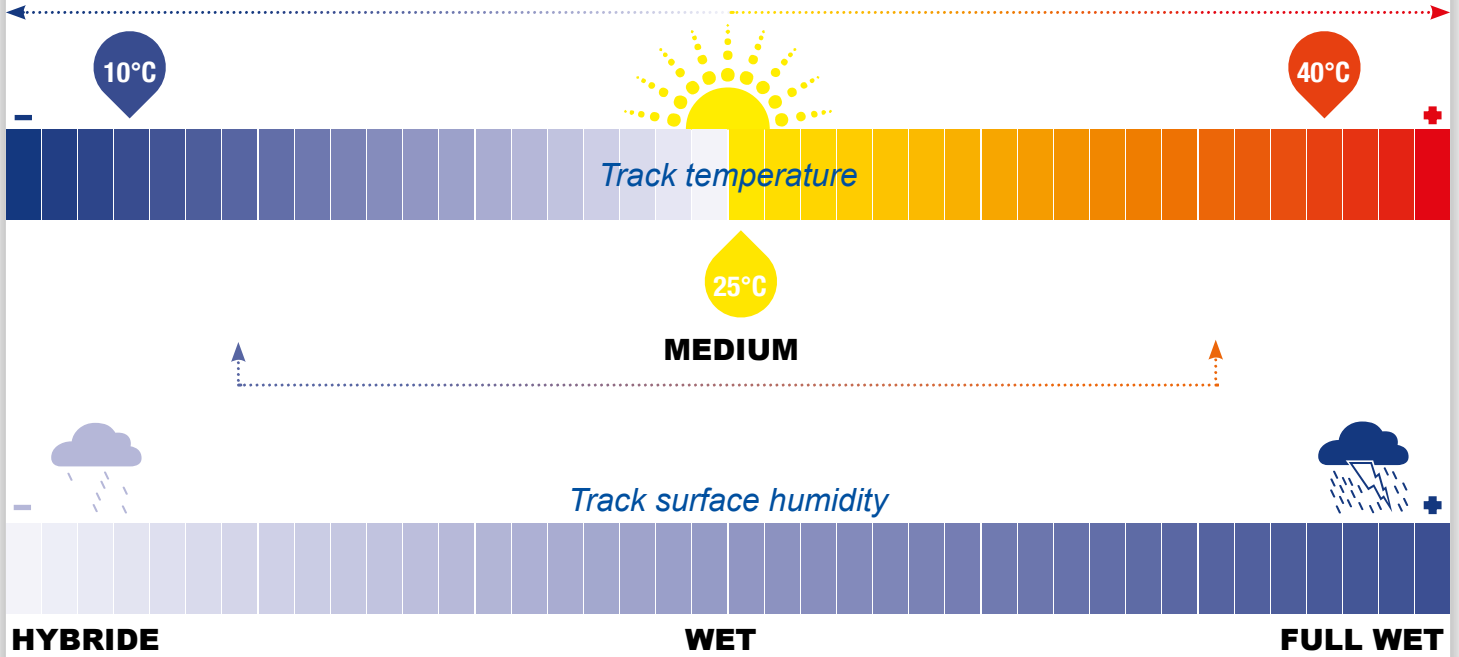 10°C
40°C
Track temperature
25°C
MEDIUM
Track surface humidity
HYBRIDE
WET
FULL WET